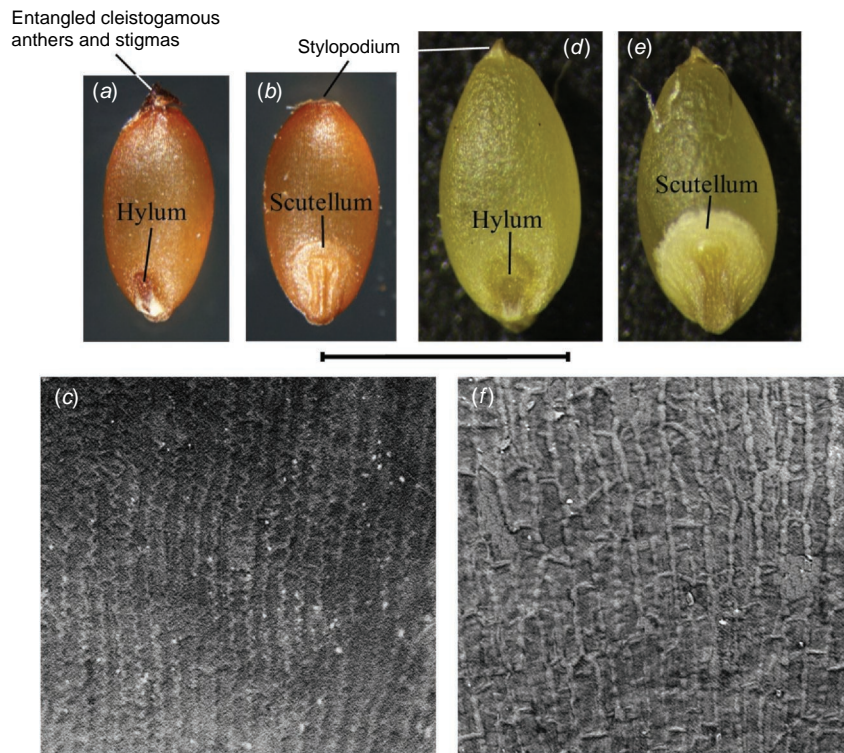 Entangled cleistogamous
anthers and stigmas
Stylopodium
(a)
(b)
(d)
(e)
Hylum
Scutellum
Hylum
Scutellum
(c)
(f)